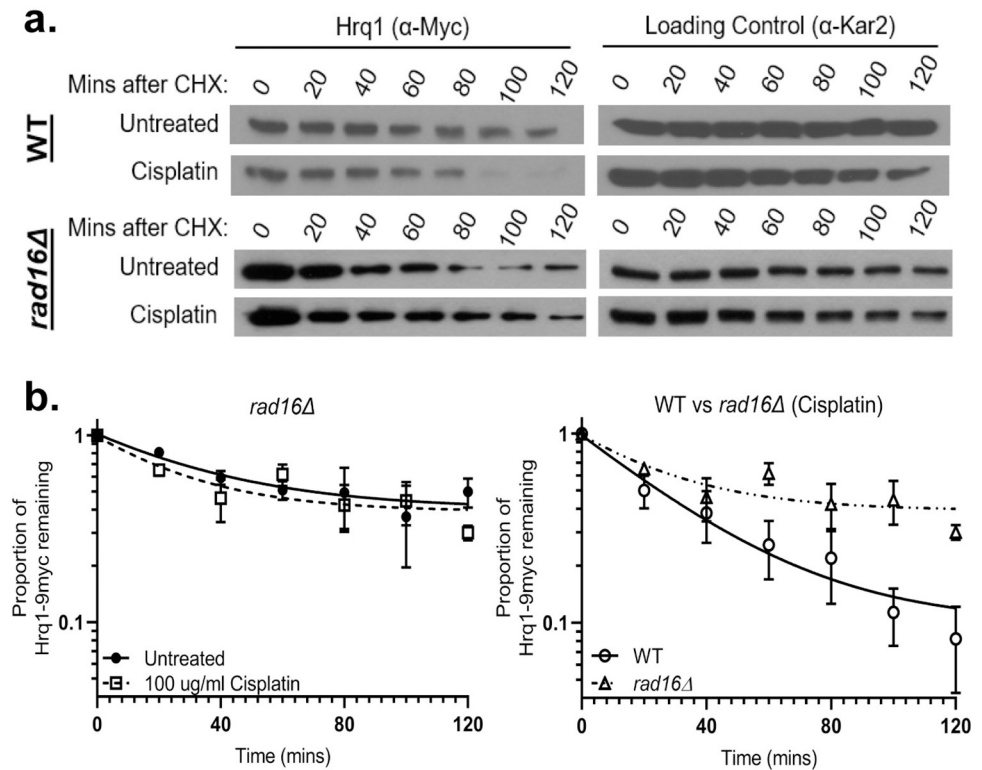 a.
Hrq1 (α-Myc)
Loading Control (α-Kar2)
Mins after CHX: 0 20 40 60 80 100 120 0 20 40 60 80 100 120
WT
Untreated
Cisplatin
Mins after CHX: 0 20 40 60 80 100 120 0 20 40 60 80 100 120
rad16Δ
Untreated
Cisplatin
b.
rad16Δ
Proportion of
Hrq1-9myc remaining
1
0.1
Untreated
100 ug/ml Cisplatin
0 40 80 120
Time (mins)
WT vs rad16Δ (Cisplatin)
Proportion of
Hrq1-9myc remaining
1
0.1
WT
rad16Δ
0 40 80 120
Time (mins)